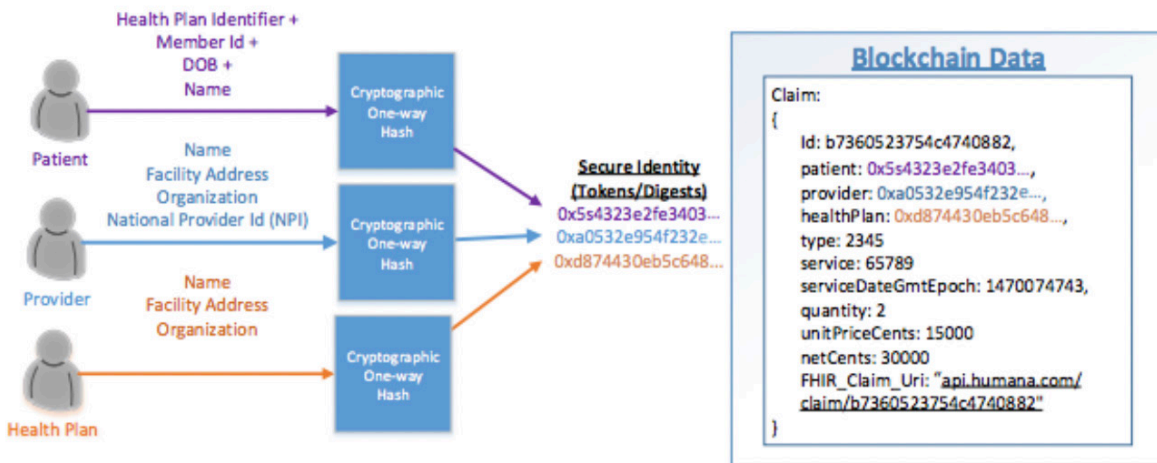 Health Plan Identifier +
Member Id +
DOB +
Name
Patient
Cryptographic
One-way
Hash
Name
Facility Address
Organization
National Provider Id (NPI)
Provider
Cryptographic
One-way
Hash
Name
Facility Address
Organization
Health Plan
Cryptographic
One-way
Hash
Secure Identity
(Tokens/Digests)
0x5s4323e2fe3403...
0xa0532e954f232e...
0xd874430eb5c648...
Blockchain Data
Claim:
{
Id: b7360523754c4740882,
patient: 0x5s4323e2fe3403...,
provider: 0xa0532e954f232e...,
healthPlan: 0xd874430eb5c648...,
type: 2345
service: 65789
serviceDateGmtEpoch: 1470074743,
quantity: 2
unitPriceCents: 15000
netCents: 30000
FHIR_Claim_Uri: "api.humana.com/
claim/b7360523754c4740882"
}